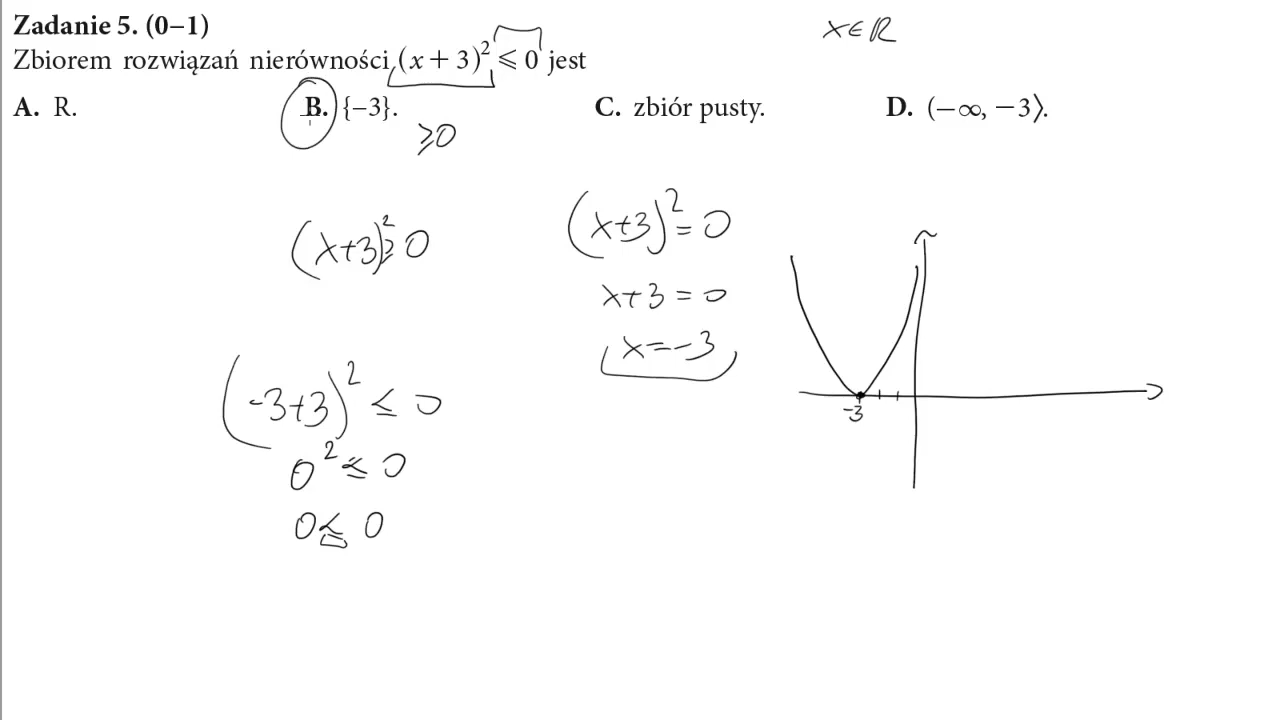 Zadanie 5. (0–1)
x∈ℝ
Zbiorem rozwiązań nierówności (x + 3)² ⩽ 0 jest
A. R.
B. {−3}.
C. zbiór pusty.
D. (−∞, −3⟩.
⩾0
(x+3)² ⩾ 0
(x+3)² = 0
x+3 = 0
x=-3
(-3+3)² ≤ 0
0² ≤ 0
0 ≤ 0
-3